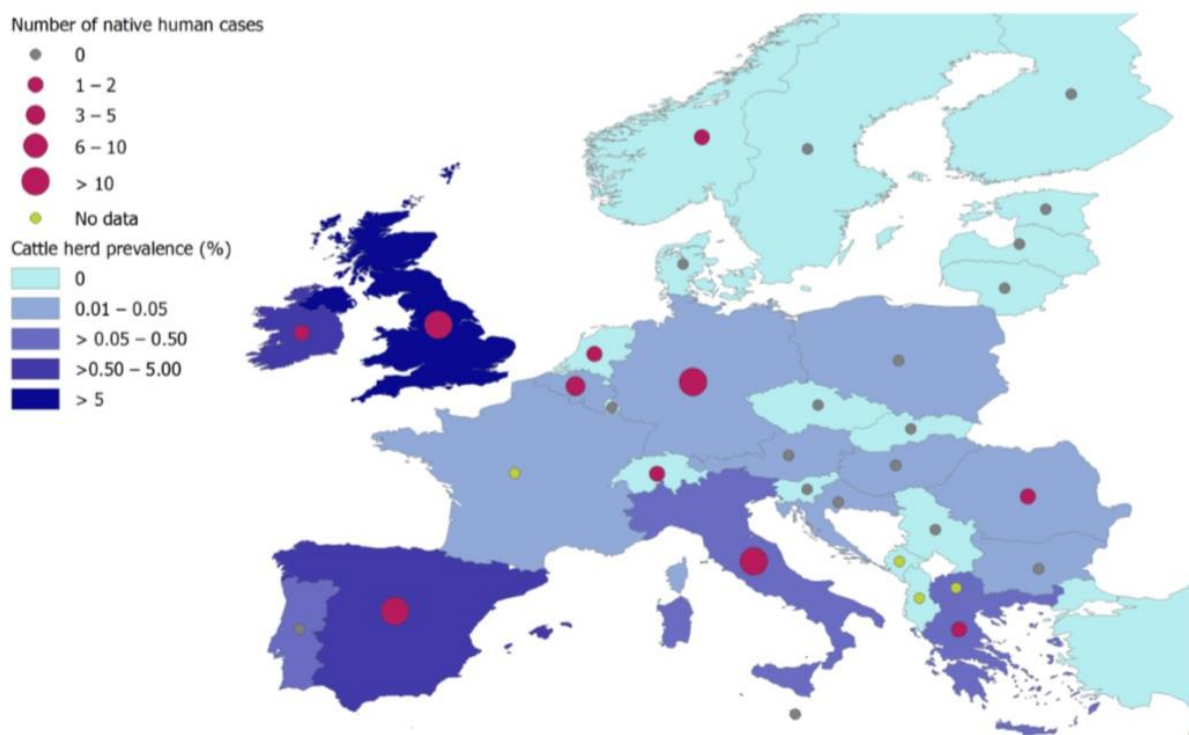 Number of native human cases
0
1 – 2
3 – 5
6 – 10
> 10
No data
Cattle herd prevalence (%)
0
0.01 – 0.05
> 0.05 – 0.50
>0.50 – 5.00
> 5